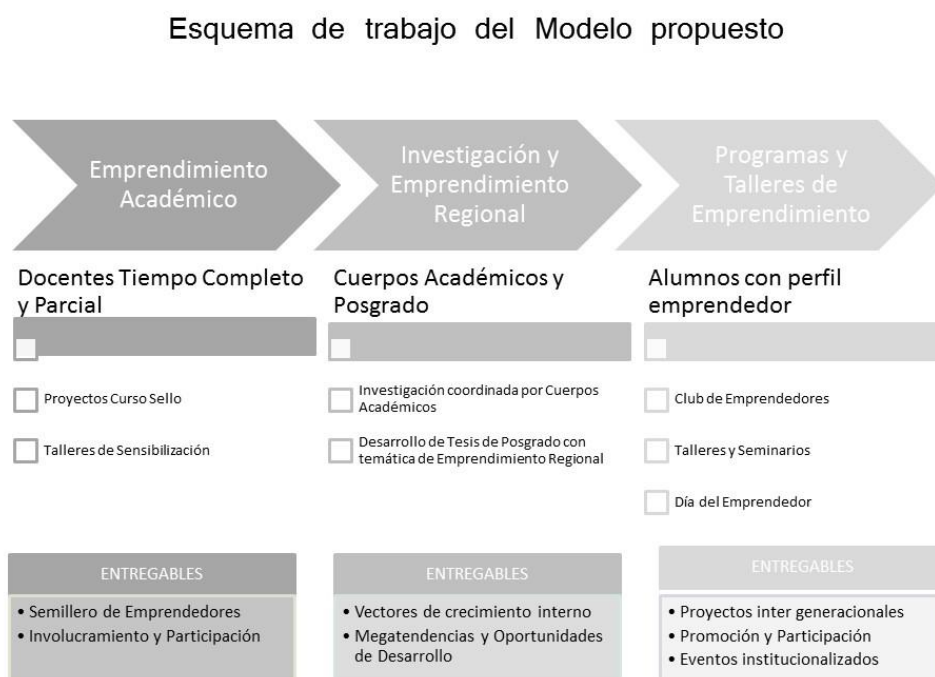 Esquema de trabajo del Modelo propuesto
Emprendimiento
Académico
Investigación y
Emprendimiento
Regional
Programas y
Talleres de
Emprendimiento
Docentes Tiempo Completo
y Parcial
Proyectos Curso Sello
Talleres de Sensibilización
Cuerpos Académicos y
Posgrado
Investigación coordinada por Cuerpos
Académicos
Desarrollo de Tesis de Posgrado con
temática de Emprendimiento Regional
Alumnos con perfil
emprendedor
Club de Emprendedores
Talleres y Seminarios
Día del Emprendedor
ENTREGABLES
• Semillero de Emprendedores
• Involucramiento y Participación
ENTREGABLES
• Vectores de crecimiento interno
• Megatendencias y Oportunidades
de Desarrollo
ENTREGABLES
• Proyectos inter generacionales
• Promoción y Participación
• Eventos institucionalizados